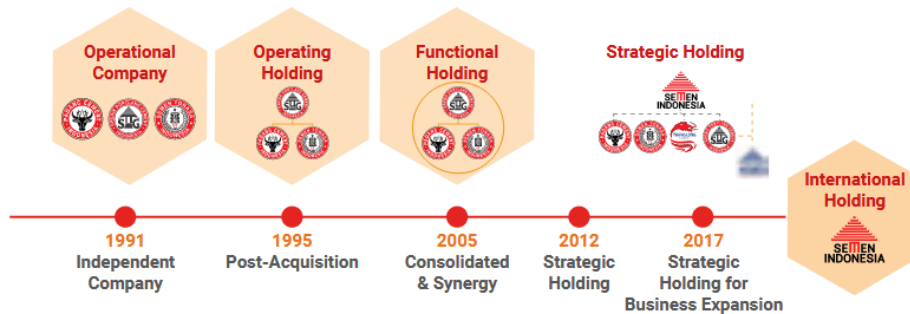 Operational
Company
Operating
Holding
Functional
Holding
Strategic Holding
SEMEN
INDONESIA
International
Holding
SEMEN
INDONESIA
1991
Independent
Company
1995
Post-Acquisition
2005
Consolidated
& Synergy
2012
Strategic
Holding
2017
Strategic
Holding for
Business Expansion